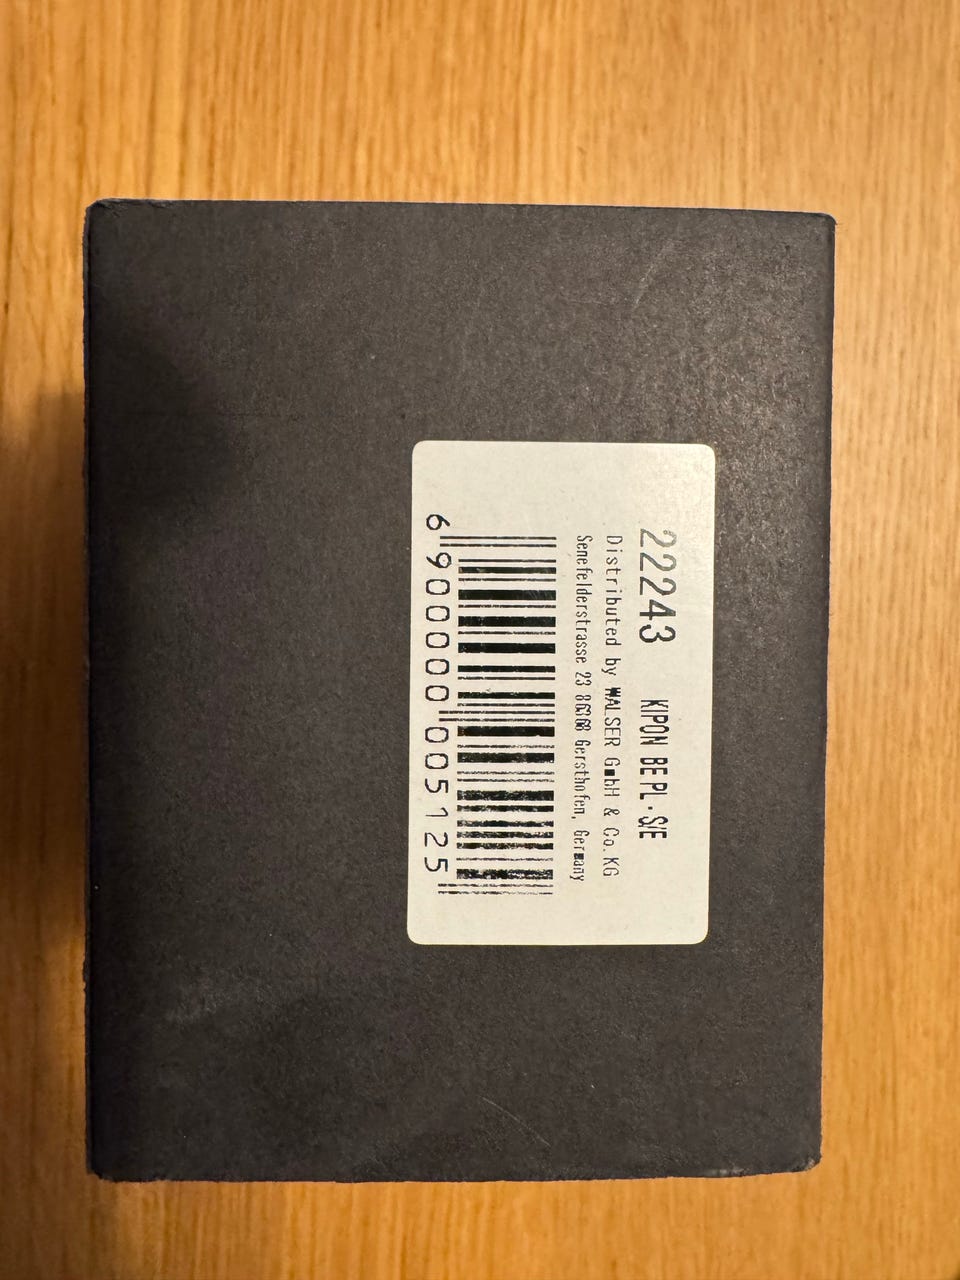 22243 KIPON BE PL - S/E
Distributed by WALSER GmbH & Co.KG
Senefelderstrasse 23 86368 Gersthofen, Germany
6 900000 005125